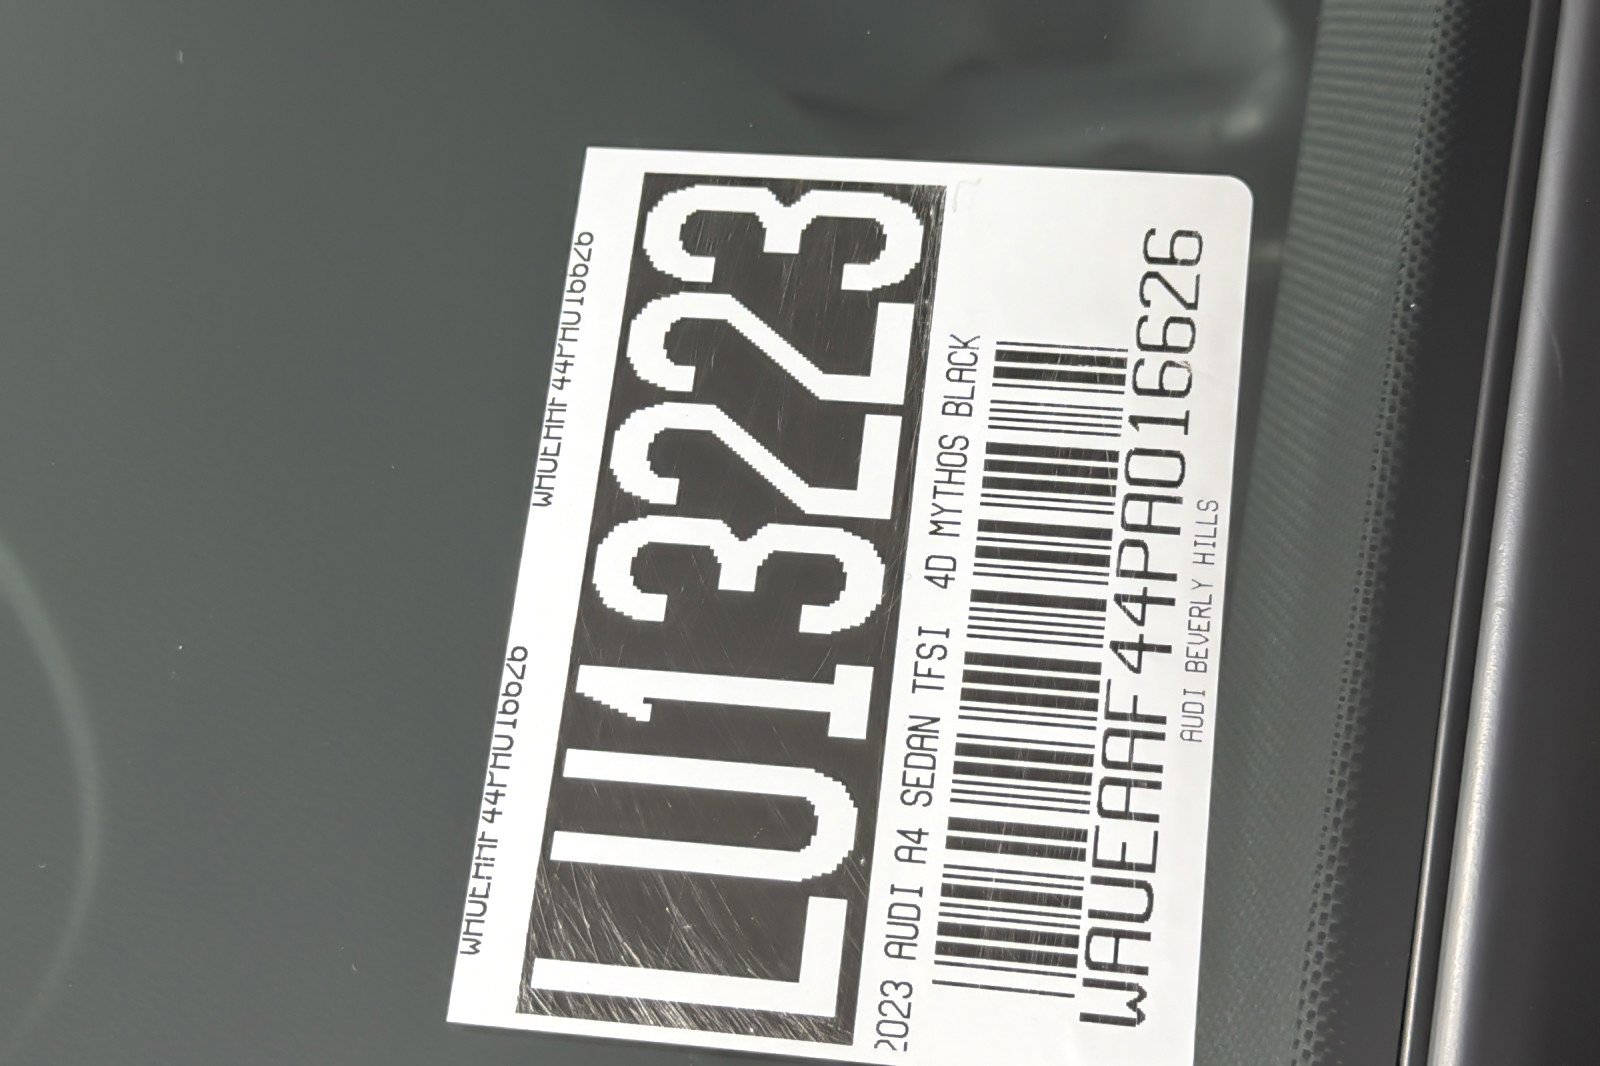 WAUEAAF44PA016626 WAUEAAF44PA016626
LU13223
2023 AUDI A4 SEDAN TFSI 4D MYTHOS BLACK
WAUEAAF44PA016626
AUDI BEVERLY HILLS